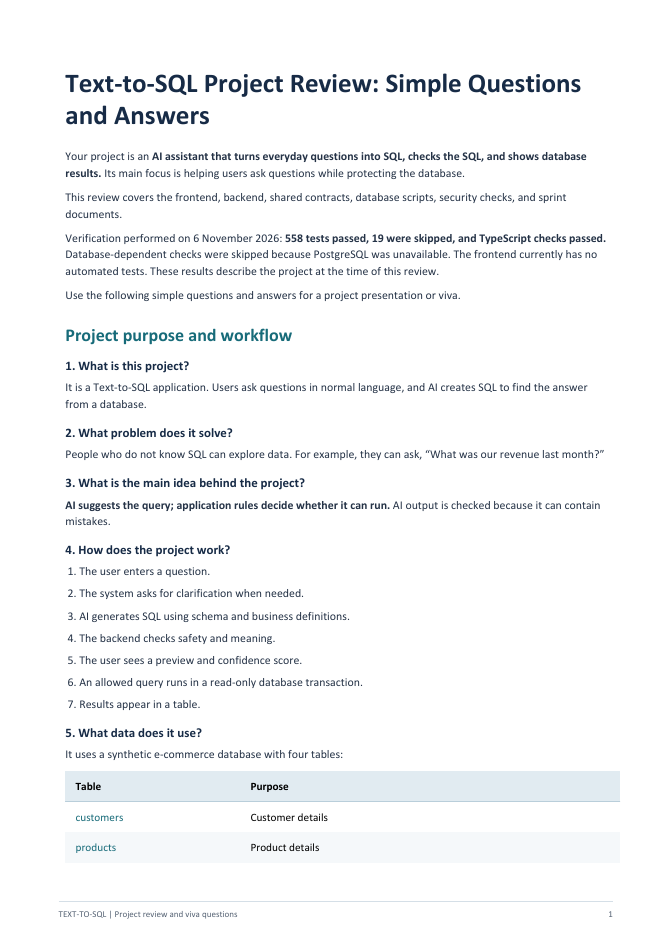 Text-to-SQL Project Review: Simple Questions
and Answers
Your project is an AI assistant that turns everyday questions into SQL, checks the SQL, and shows database
results. Its main focus is helping users ask questions while protecting the database.
This review covers the frontend, backend, shared contracts, database scripts, security checks, and sprint
documents.
Verification performed on 6 November 2026: 558 tests passed, 19 were skipped, and TypeScript checks passed.
Database-dependent checks were skipped because PostgreSQL was unavailable. The frontend currently has no
automated tests. These results describe the project at the time of this review.
Use the following simple questions and answers for a project presentation or viva.
Project purpose and workflow
1. What is this project?
It is a Text-to-SQL application. Users ask questions in normal language, and AI creates SQL to find the answer
from a database.
2. What problem does it solve?
People who do not know SQL can explore data. For example, they can ask, “What was our revenue last month?”
3. What is the main idea behind the project?
AI suggests the query; application rules decide whether it can run. AI output is checked because it can contain
mistakes.
4. How does the project work?
1. The user enters a question.
2. The system asks for clarification when needed.
3. AI generates SQL using schema and business definitions.
4. The backend checks safety and meaning.
5. The user sees a preview and confidence score.
6. An allowed query runs in a read-only database transaction.
7. Results appear in a table.
5. What data does it use?
It uses a synthetic e-commerce database with four tables:
Table Purpose
customers Customer details
products Product details
TEXT-TO-SQL | Project review and viva questions 1